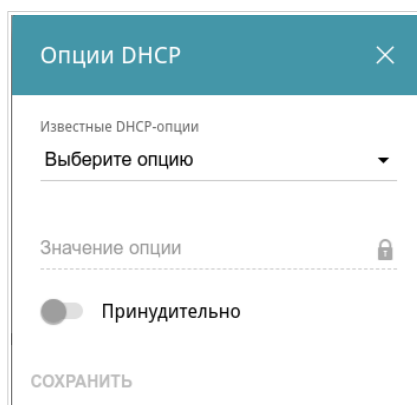 Опции DHCP
Известные DHCP-опции
Выберите опцию
Значение опции
Принудительно
СОХРАНИТЬ